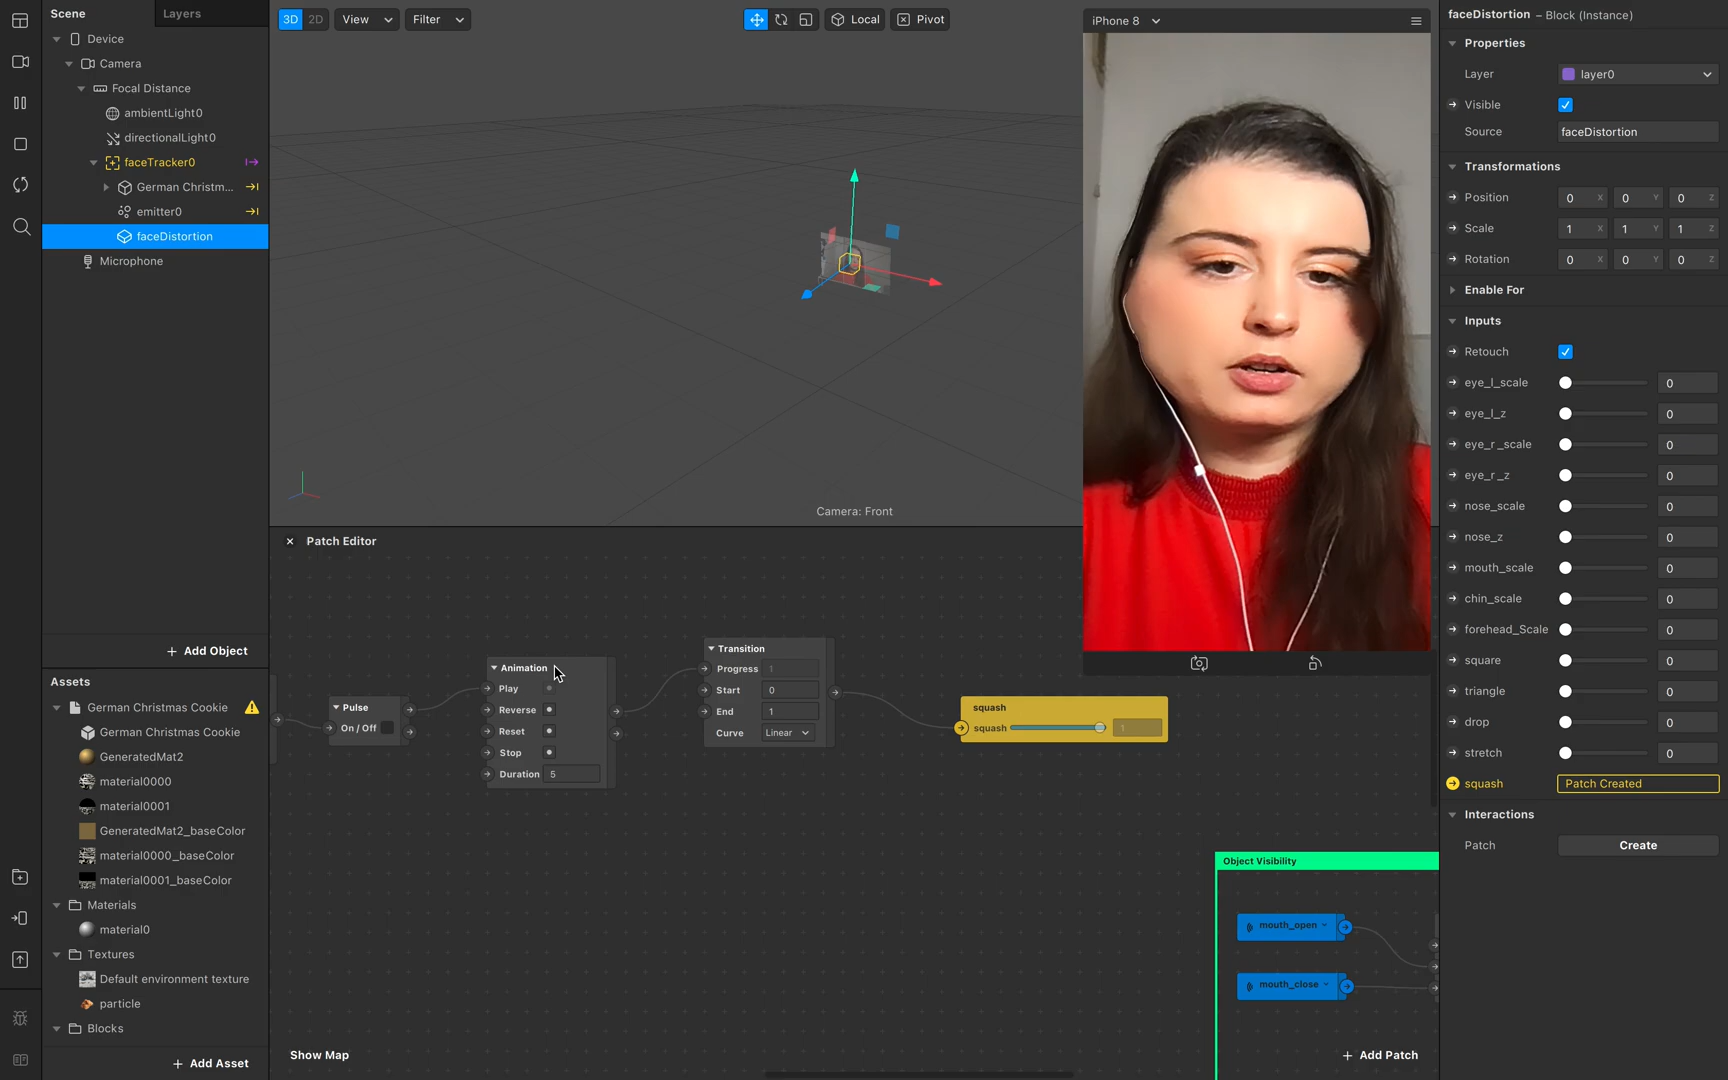 Scene
Layers
3D 2D View Filter Local Pivot
iPhone 8
faceDistortion – Block (Instance)
Device
Camera
Focal Distance
ambientLight0
directionalLight0
faceTracker0
German Christm...
emitter0
faceDistortion
Microphone
+ Add Object
Camera: Front
Properties
Layer layer0
Visible
Source faceDistortion
Transformations
Position 0 X 0 Y 0 Z
Scale 1 X 1 Y 1 Z
Rotation 0 X 0 Y 0 Z
Enable For
Inputs
Retouch
eye_l_scale 0
eye_l_z 0
eye_r_scale 0
eye_r_z 0
nose_scale 0
nose_z 0
mouth_scale 0
chin_scale 0
forehead_Scale 0
square 0
triangle 0
drop 0
stretch 0
squash Patch Created
Interactions
Patch Create
Assets
German Christmas Cookie
German Christmas Cookie
GeneratedMat2
material0000
material0001
GeneratedMat2_baseColor
material0000_baseColor
material0001_baseColor
Materials
material0
Textures
Default environment texture
particle
Blocks
+ Add Asset
Patch Editor
Pulse
On / Off
Animation
Play
Reverse
Reset
Stop
Duration 5
Transition
Progress 1
Start 0
End 1
Curve Linear
squash
squash 1
Object Visibility
mouth_open
mouth_close
Show Map
+ Add Patch